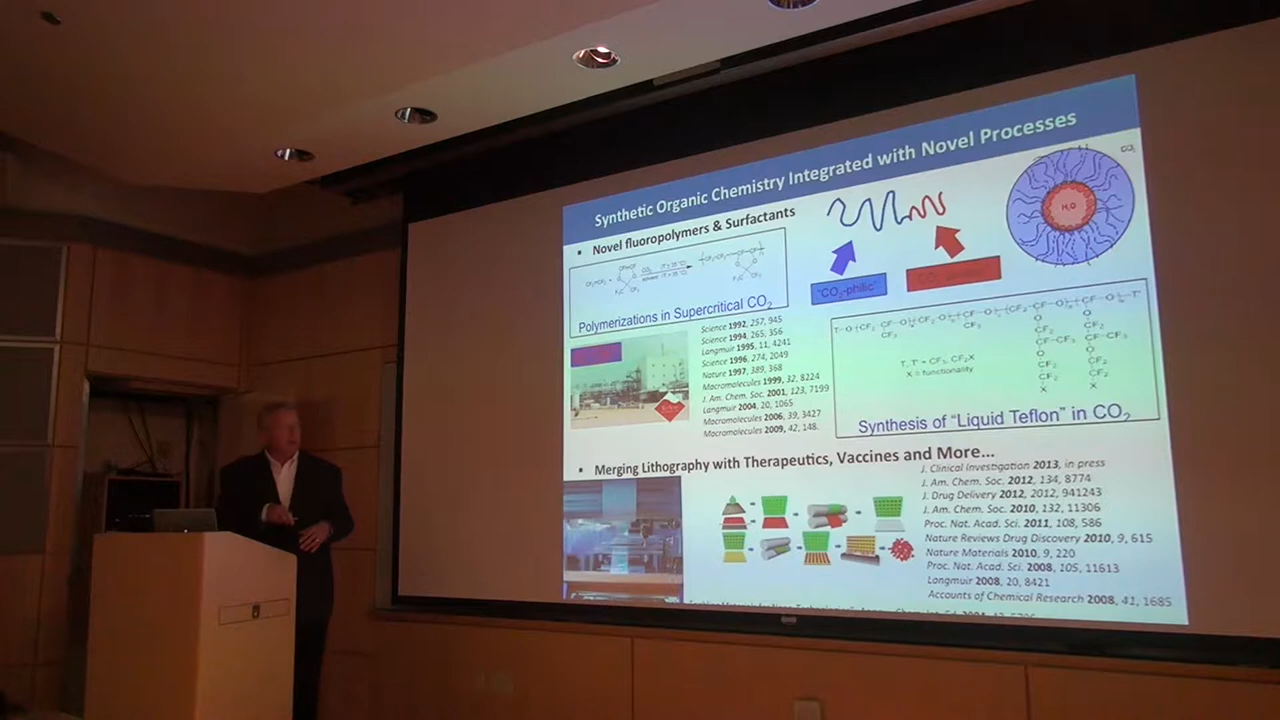 Synthetic Organic Chemistry Integrated with Novel Processes
▪ Novel fluoropolymers & Surfactants
CO₂
H₂O
"CO₂-philic"
Polymerizations in Supercritical CO₂
Science 1992, 257, 945
Science 1994, 265, 356
Langmuir 1995, 11, 4241
Science 1996, 274, 2049
Nature 1997, 389, 368
Macromolecules 1999, 32, 8224
J. Am. Chem. Soc. 2001, 123, 7199
Langmuir 2004, 20, 1065
Macromolecules 2006, 39, 3427
Macromolecules 2009, 42, 148.
T, T' = CF₃, CF₂X
X = functionality
Synthesis of "Liquid Teflon" in CO₂
▪ Merging Lithography with Therapeutics, Vaccines and More...
J. Clinical Investigation 2013, in press
J. Am. Chem. Soc. 2012, 134, 8774
J. Drug Delivery 2012, 2012, 941243
J. Am. Chem. Soc. 2010, 132, 11306
Proc. Nat. Acad. Sci. 2011, 108, 586
Nature Reviews Drug Discovery 2010, 9, 615
Nature Materials 2010, 9, 220
Proc. Nat. Acad. Sci. 2008, 105, 11613
Langmuir 2008, 20, 8421
Accounts of Chemical Research 2008, 41, 1685